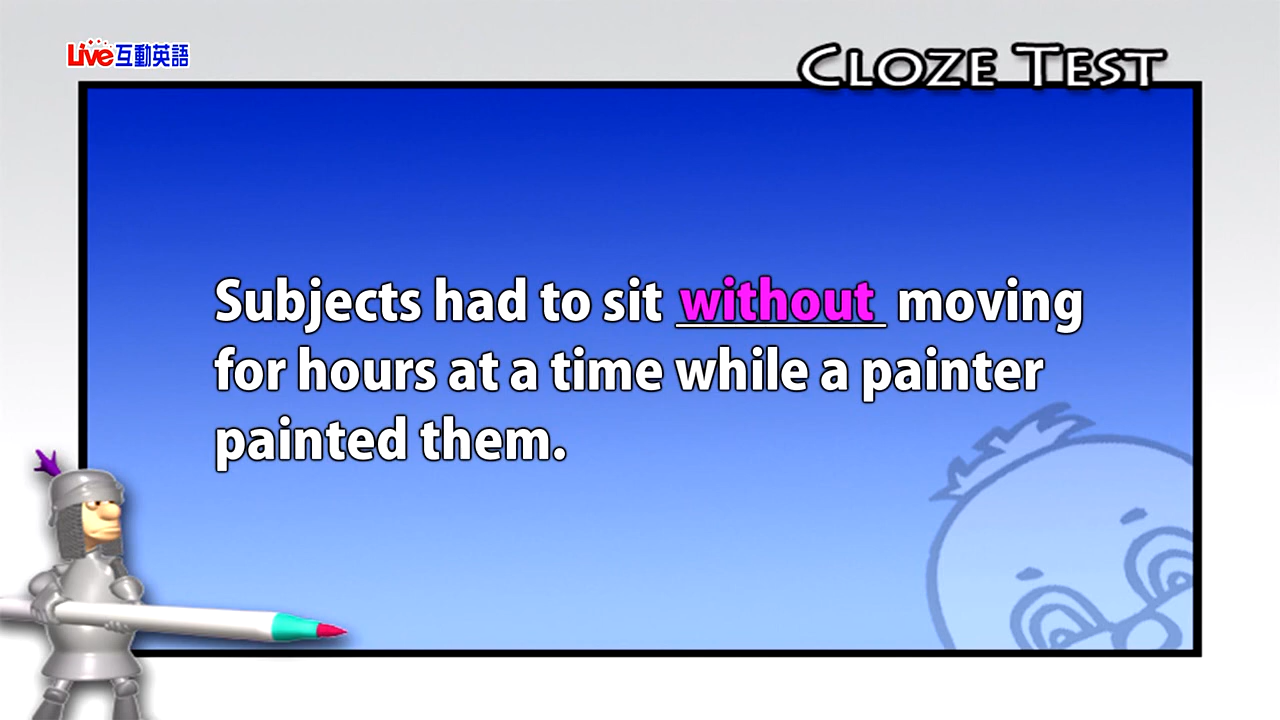 Live互動英語
CLOZE TEST
Subjects had to sit without moving
for hours at a time while a painter
painted them.